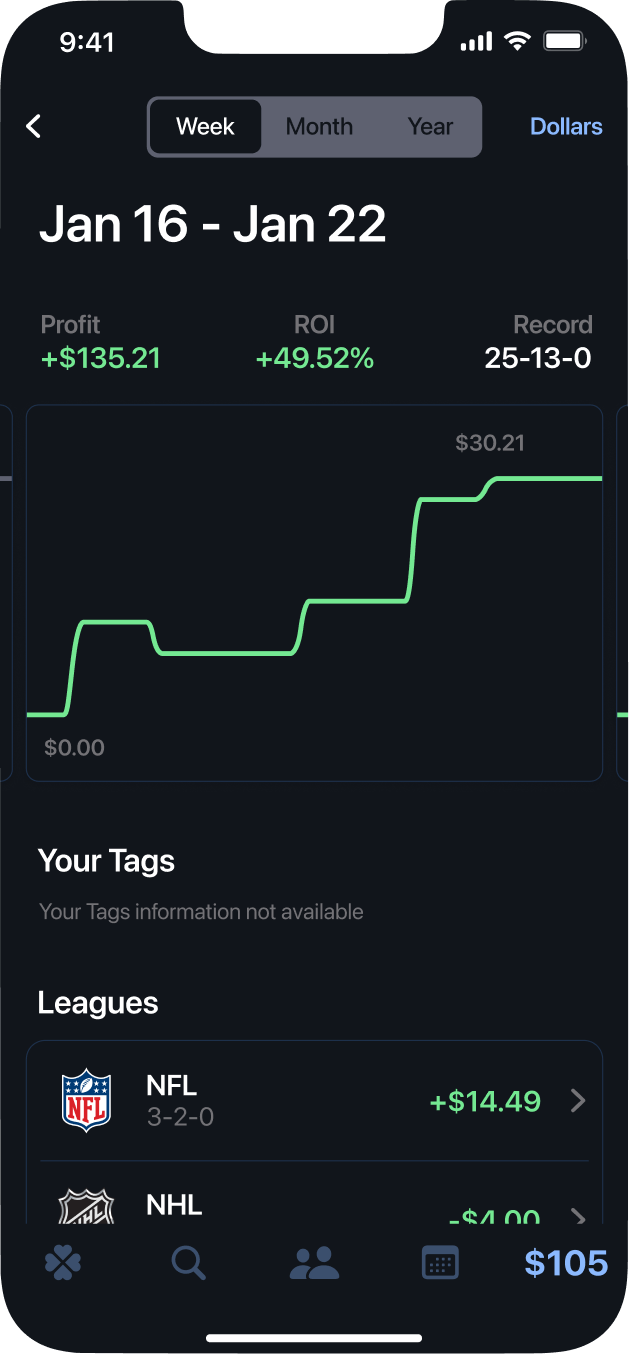 9:41
Week Month Year Dollars
Jan 16 - Jan 22
Profit ROI Record
+$135.21 +49.52% 25-13-0
$30.21
$0.00
Your Tags
Your Tags information not available
Leagues
NFL
NFL
3-2-0
+$14.49
NHL
NHL
-$4.00
$105